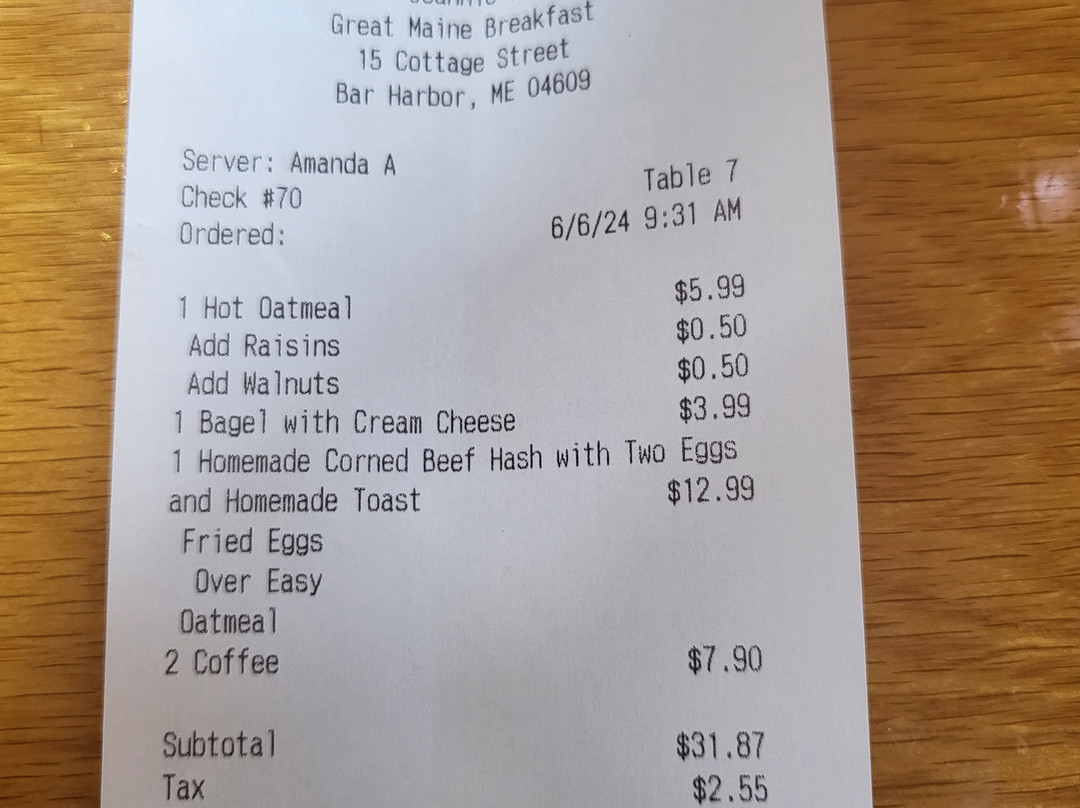 Great Maine Breakfast
15 Cottage Street
Bar Harbor, ME 04609
Server: Amanda A
Check #70 Table 7
Ordered: 6/6/24 9:31 AM
1 Hot Oatmeal $5.99
Add Raisins $0.50
Add Walnuts $0.50
1 Bagel with Cream Cheese $3.99
1 Homemade Corned Beef Hash with Two Eggs
and Homemade Toast $12.99
Fried Eggs
Over Easy
Oatmeal
2 Coffee $7.90
Subtotal $31.87
Tax $2.55